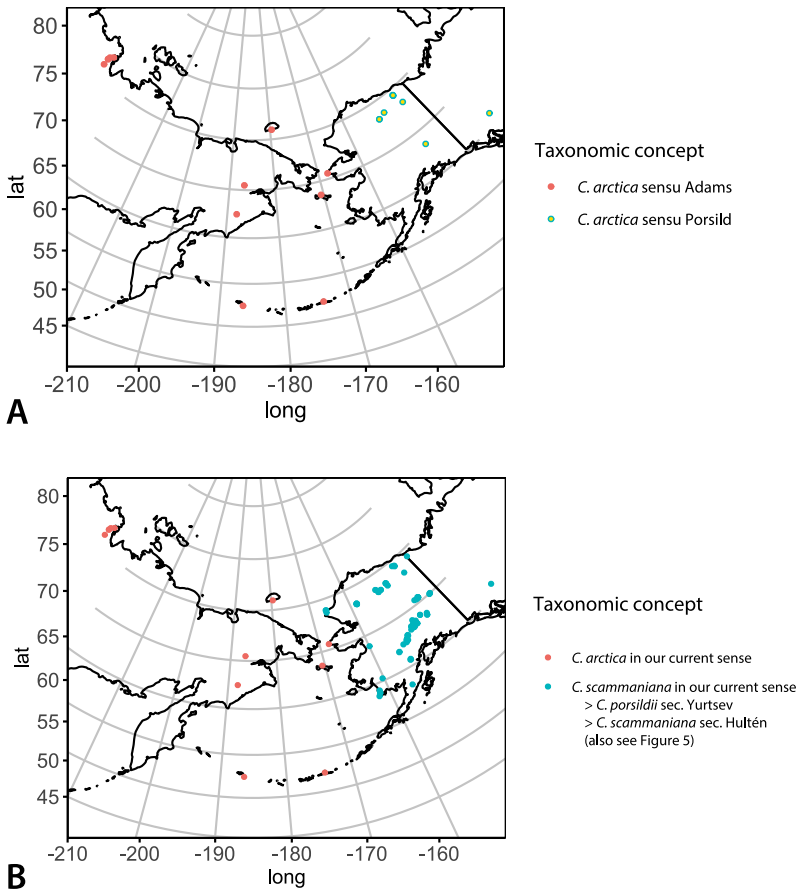 80
75
70
65
60
55
50
45
lat
-210
-200
-190
-180
-170
-160
long
A
Taxonomic concept
C. arctica sensu Adams
C. arctica sensu Porsild
80
75
70
65
60
55
50
45
lat
-210
-200
-190
-180
-170
-160
long
B
Taxonomic concept
C. arctica in our current sense
C. scammaniana in our current sense
> C. porsildii sec. Yurtsev
> C. scammaniana sec. Hultén
(also see Figure 5)